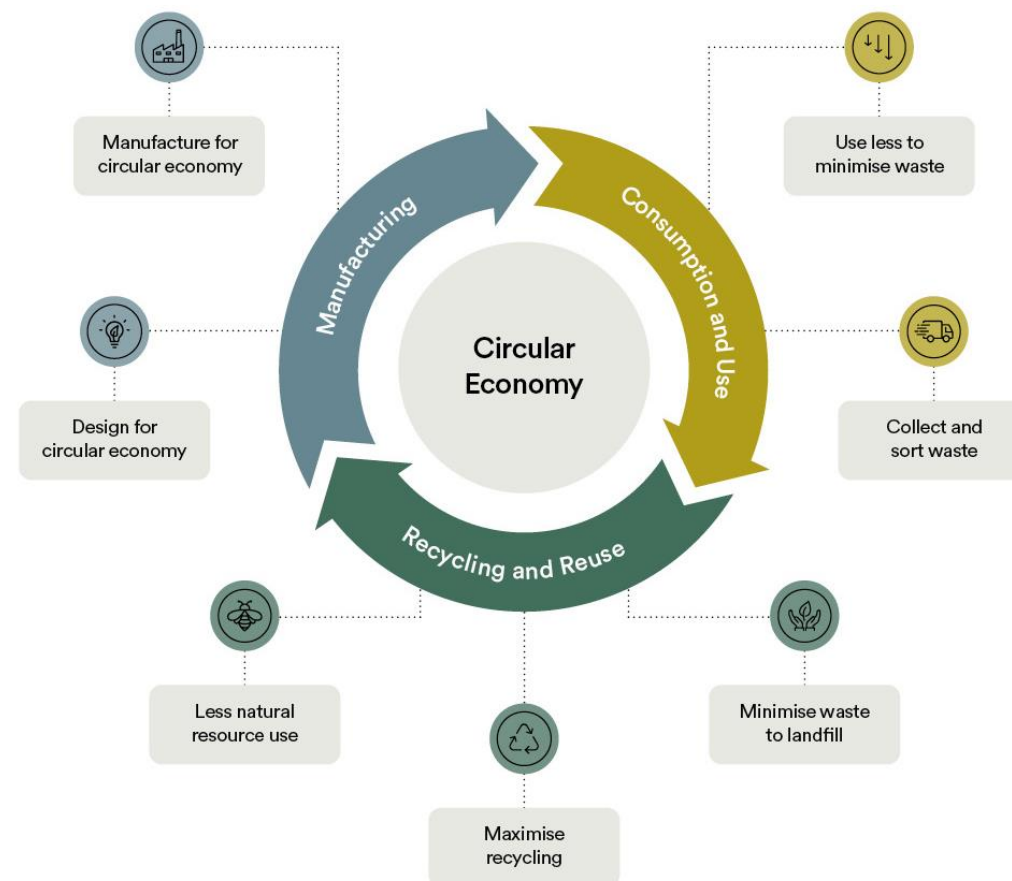 Manufacture for
circular economy
Use less to
minimise waste
Manufacturing
Consumption and Use
Circular
Economy
Design for
circular economy
Collect and
sort waste
Recycling and Reuse
Less natural
resource use
Minimise waste
to landfill
Maximise
recycling